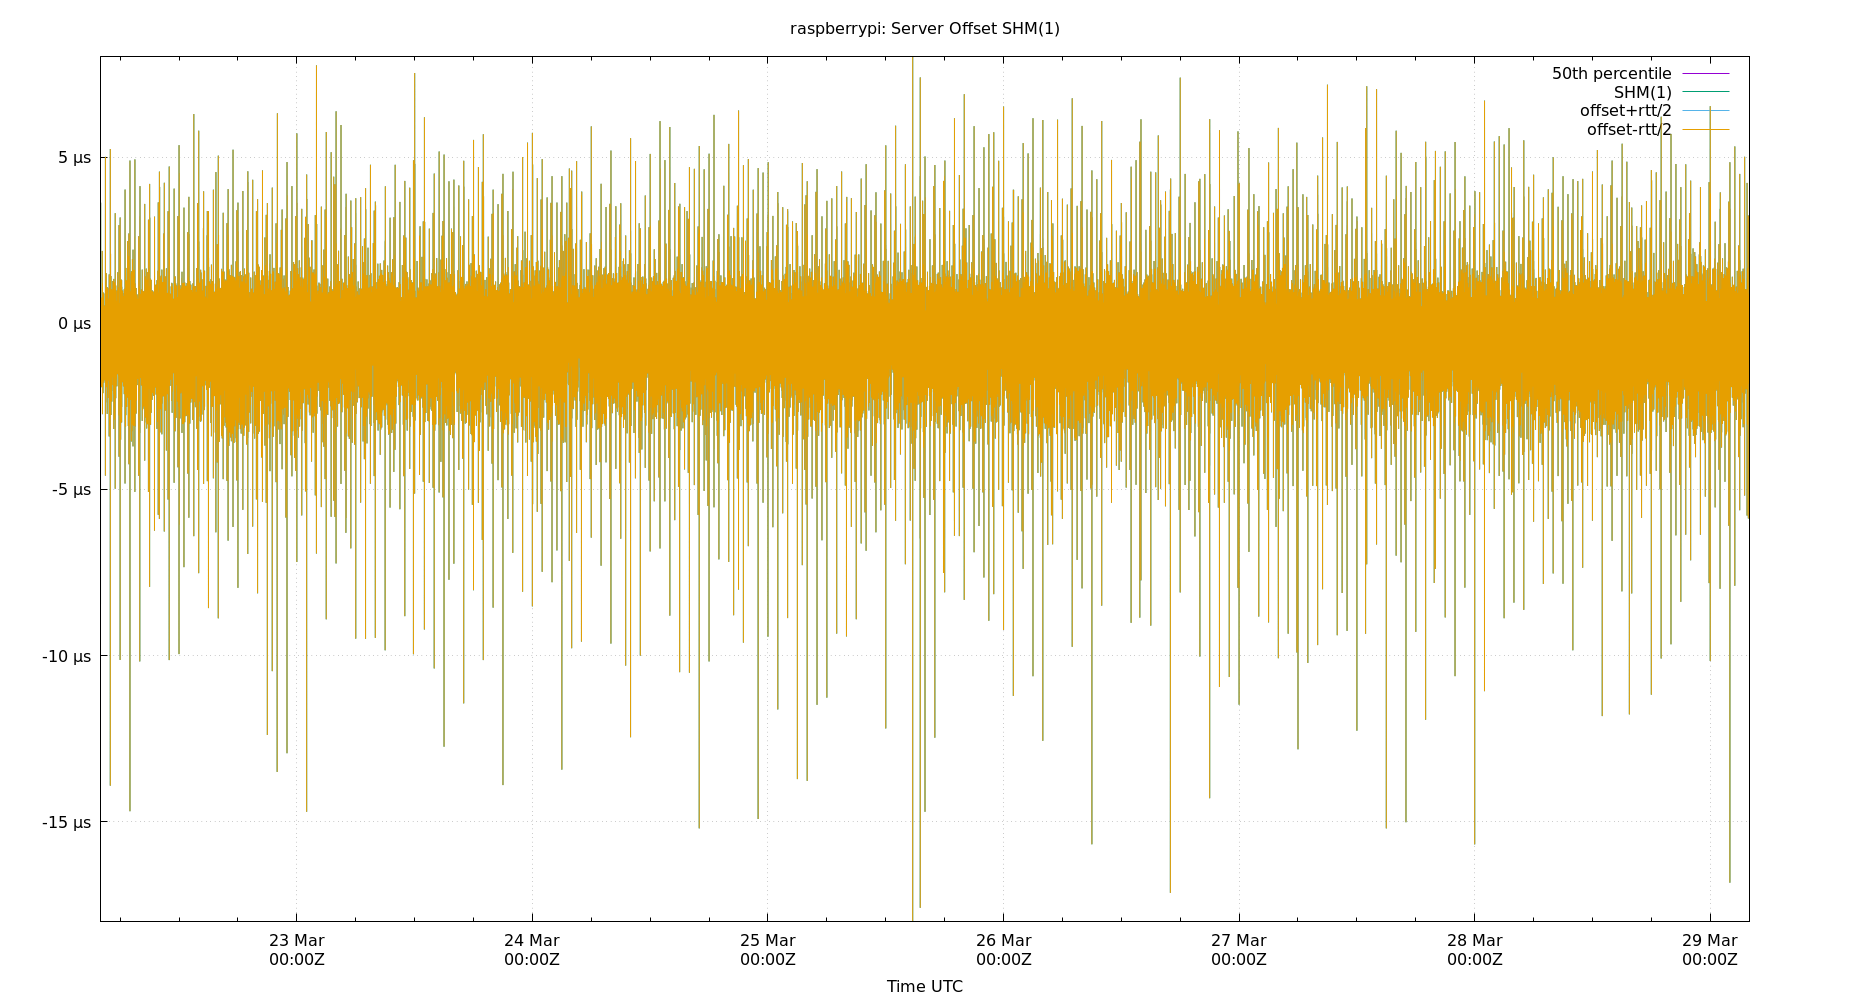 raspberrypi: Server Offset SHM(1)
50th percentile
SHM(1)
offset+rtt/2
offset-rtt/2
5 µs
0 µs
-5 µs
-10 µs
-15 µs
23 Mar 24 Mar 25 Mar 26 Mar 27 Mar 28 Mar 29 Mar
00:00Z 00:00Z 00:00Z 00:00Z 00:00Z 00:00Z 00:00Z
Time UTC